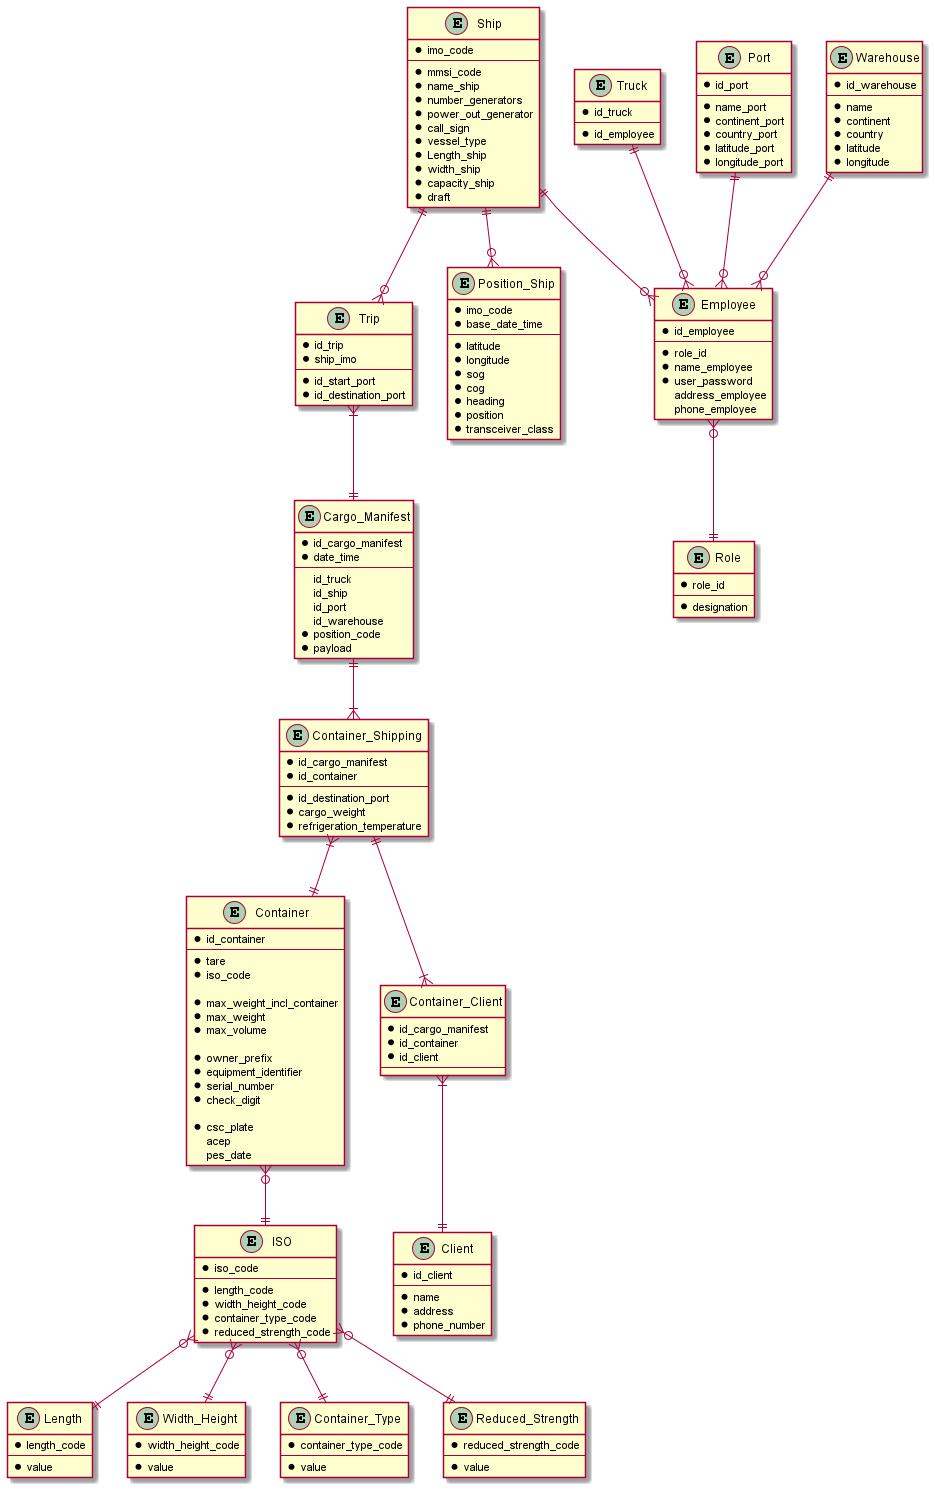 E Ship
imo_code
mmsi_code
name_ship
number_generators
power_out_generator
call_sign
vessel_type
Length_ship
width_ship
capacity_ship
draft
E Truck
id_truck
id_employee
E Port
id_port
name_port
continent_port
country_port
latitude_port
longitude_port
E Warehouse
id_warehouse
name
continent
country
latitude
longitude
E Trip
id_trip
ship_imo
id_start_port
id_destination_port
E Position_Ship
imo_code
base_date_time
latitude
longitude
sog
cog
heading
position
transceiver_class
E Employee
id_employee
role_id
name_employee
user_password
address_employee
phone_employee
E Cargo_Manifest
id_cargo_manifest
date_time
id_truck
id_ship
id_port
id_warehouse
position_code
payload
E Role
role_id
designation
E Container_Shipping
id_cargo_manifest
id_container
id_destination_port
cargo_weight
refrigeration_temperature
E Container
id_container
tare
iso_code
max_weight_incl_container
max_weight
max_volume
owner_prefix
equipment_identifier
serial_number
check_digit
csc_plate
acep
pes_date
E Container_Client
id_cargo_manifest
id_container
id_client
E ISO
iso_code
length_code
width_height_code
container_type_code
reduced_strength_code
E Client
id_client
name
address
phone_number
E Length
length_code
value
E Width_Height
width_height_code
value
E Container_Type
container_type_code
value
E Reduced_Strength
reduced_strength_code
value